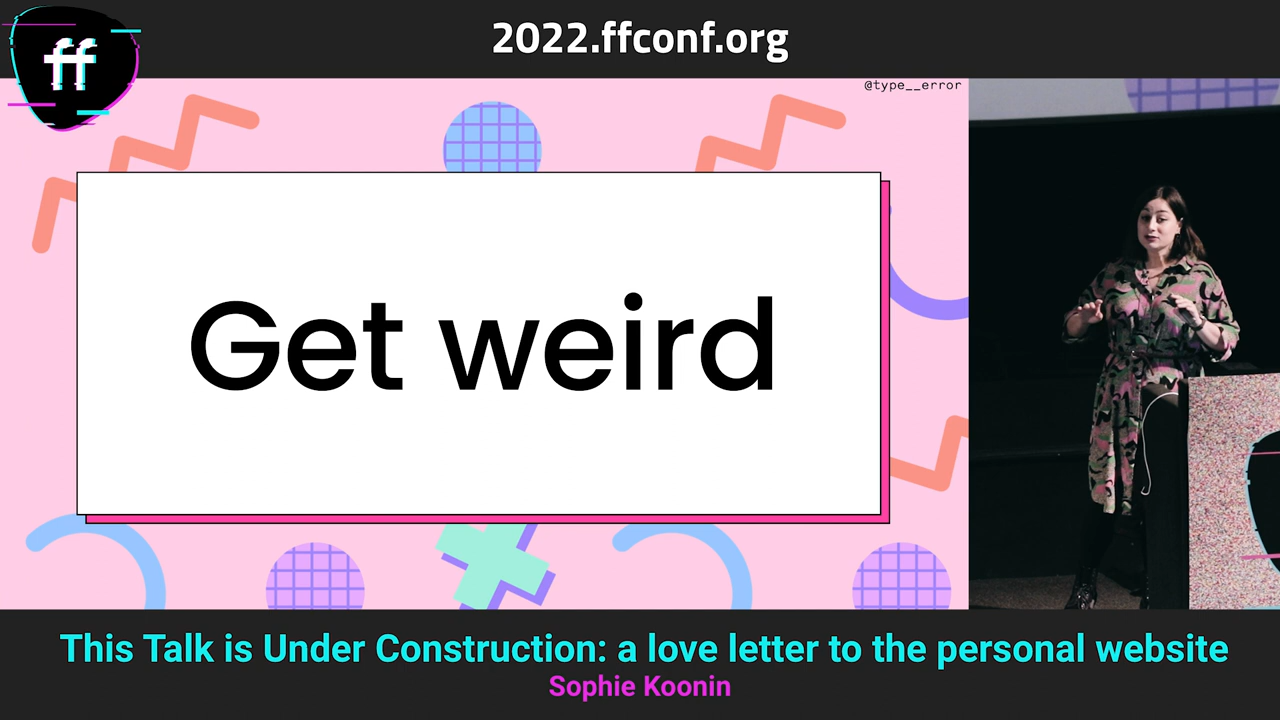 2022.ffconf.org
ff
@type__error
Get weird
This Talk is Under Construction: a love letter to the personal website
Sophie Koonin